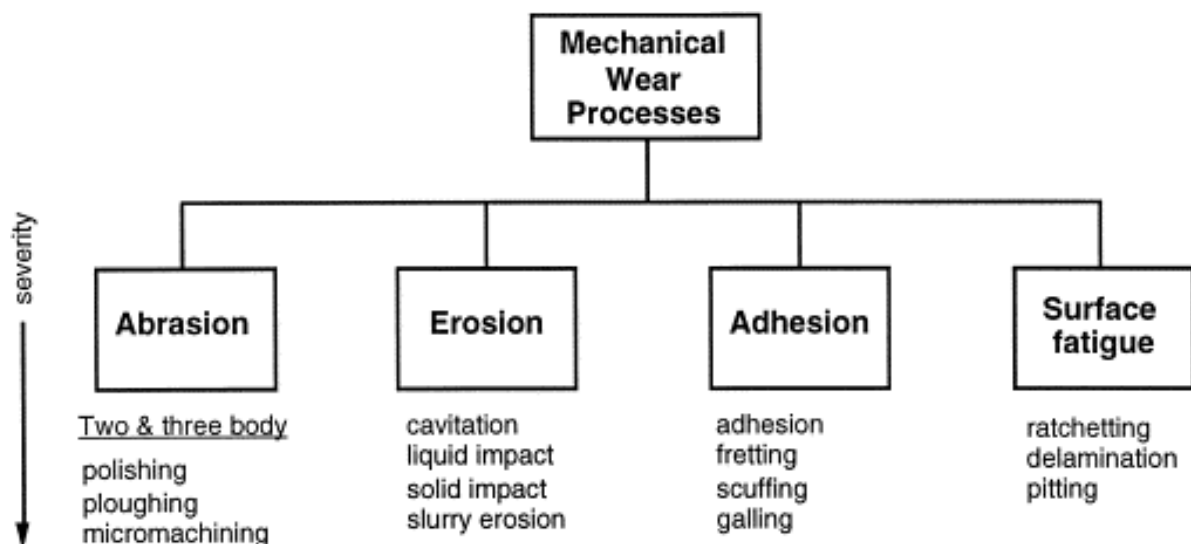 Mechanical
Wear
Processes
severity
Abrasion
Erosion
Adhesion
Surface
fatigue
Two & three body
polishing
ploughing
micromachining
cavitation
liquid impact
solid impact
slurry erosion
adhesion
fretting
scuffing
galling
ratchetting
delamination
pitting